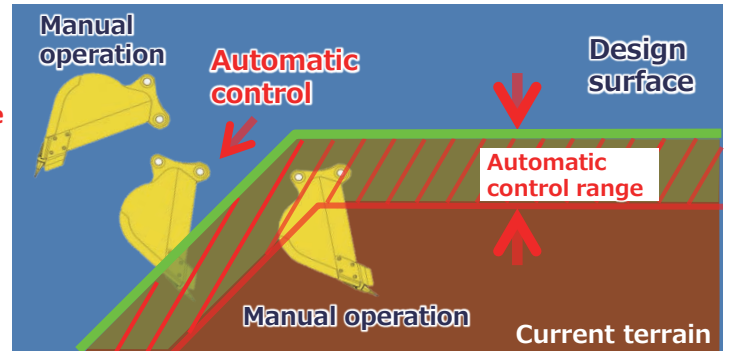 Manual
operation
Automatic
control
Design
surface
e
Automatic
control range
Manual operation
Current terrain